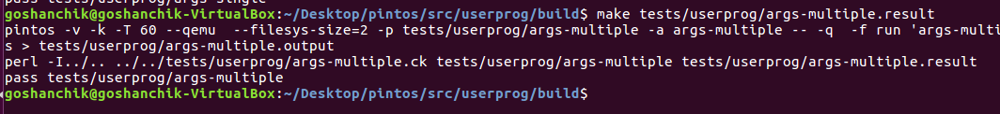 pass tests/userprog/args-single
goshanchik@goshanchik-VirtualBox:~/Desktop/pintos/src/userprog/build$ make tests/userprog/args-multiple.result
pintos -v -k -T 60 --qemu  --filesys-size=2 -p tests/userprog/args-multiple -a args-multiple -- -q  -f run 'args-multi
s > tests/userprog/args-multiple.output
perl -I../.. ../../tests/userprog/args-multiple.ck tests/userprog/args-multiple tests/userprog/args-multiple.result
pass tests/userprog/args-multiple
goshanchik@goshanchik-VirtualBox:~/Desktop/pintos/src/userprog/build$